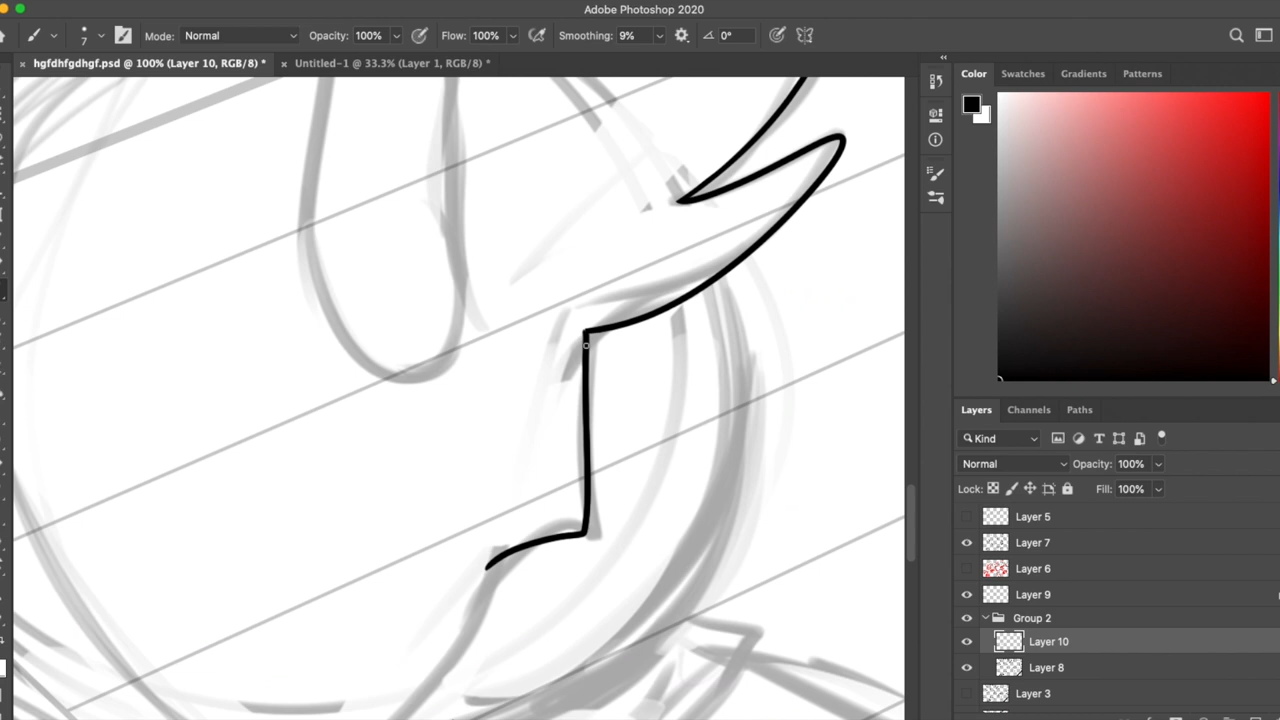 Adobe Photoshop 2020
7 Mode: Normal Opacity: 100% Flow: 100% Smoothing: 9% 0°
× hgfdhfgdhgf.psd @ 100% (Layer 10, RGB/8) * × Untitled-1 @ 33.3% (Layer 1, RGB/8) *
Color Swatches Gradients Patterns
Layers Channels Paths
Kind
Normal Opacity: 100%
Lock: Fill: 100%
Layer 5
Layer 7
Layer 6
Layer 9
Group 2
Layer 10
Layer 8
Layer 3